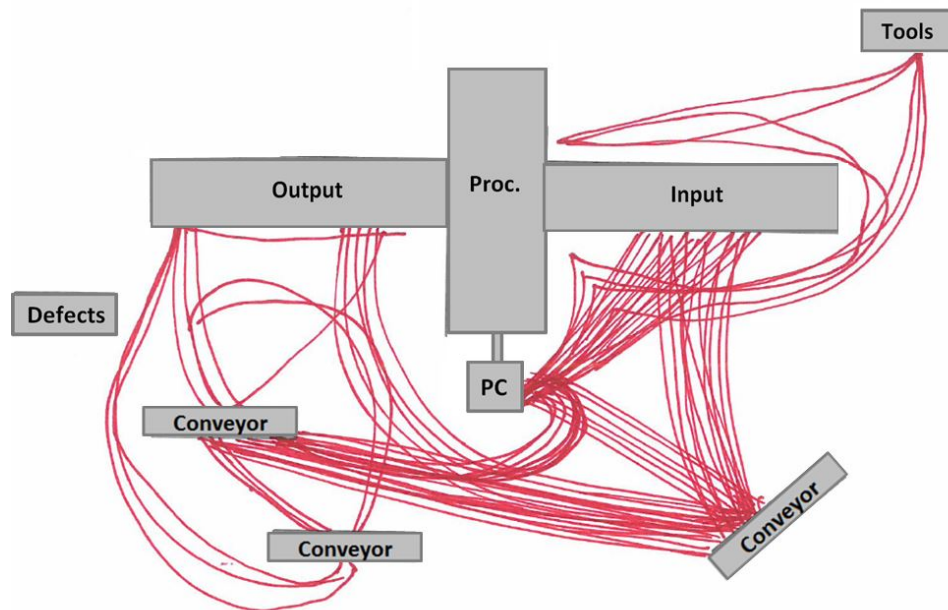 Tools
Output
Proc.
Input
Defects
PC
Conveyor
Conveyor
Conveyor